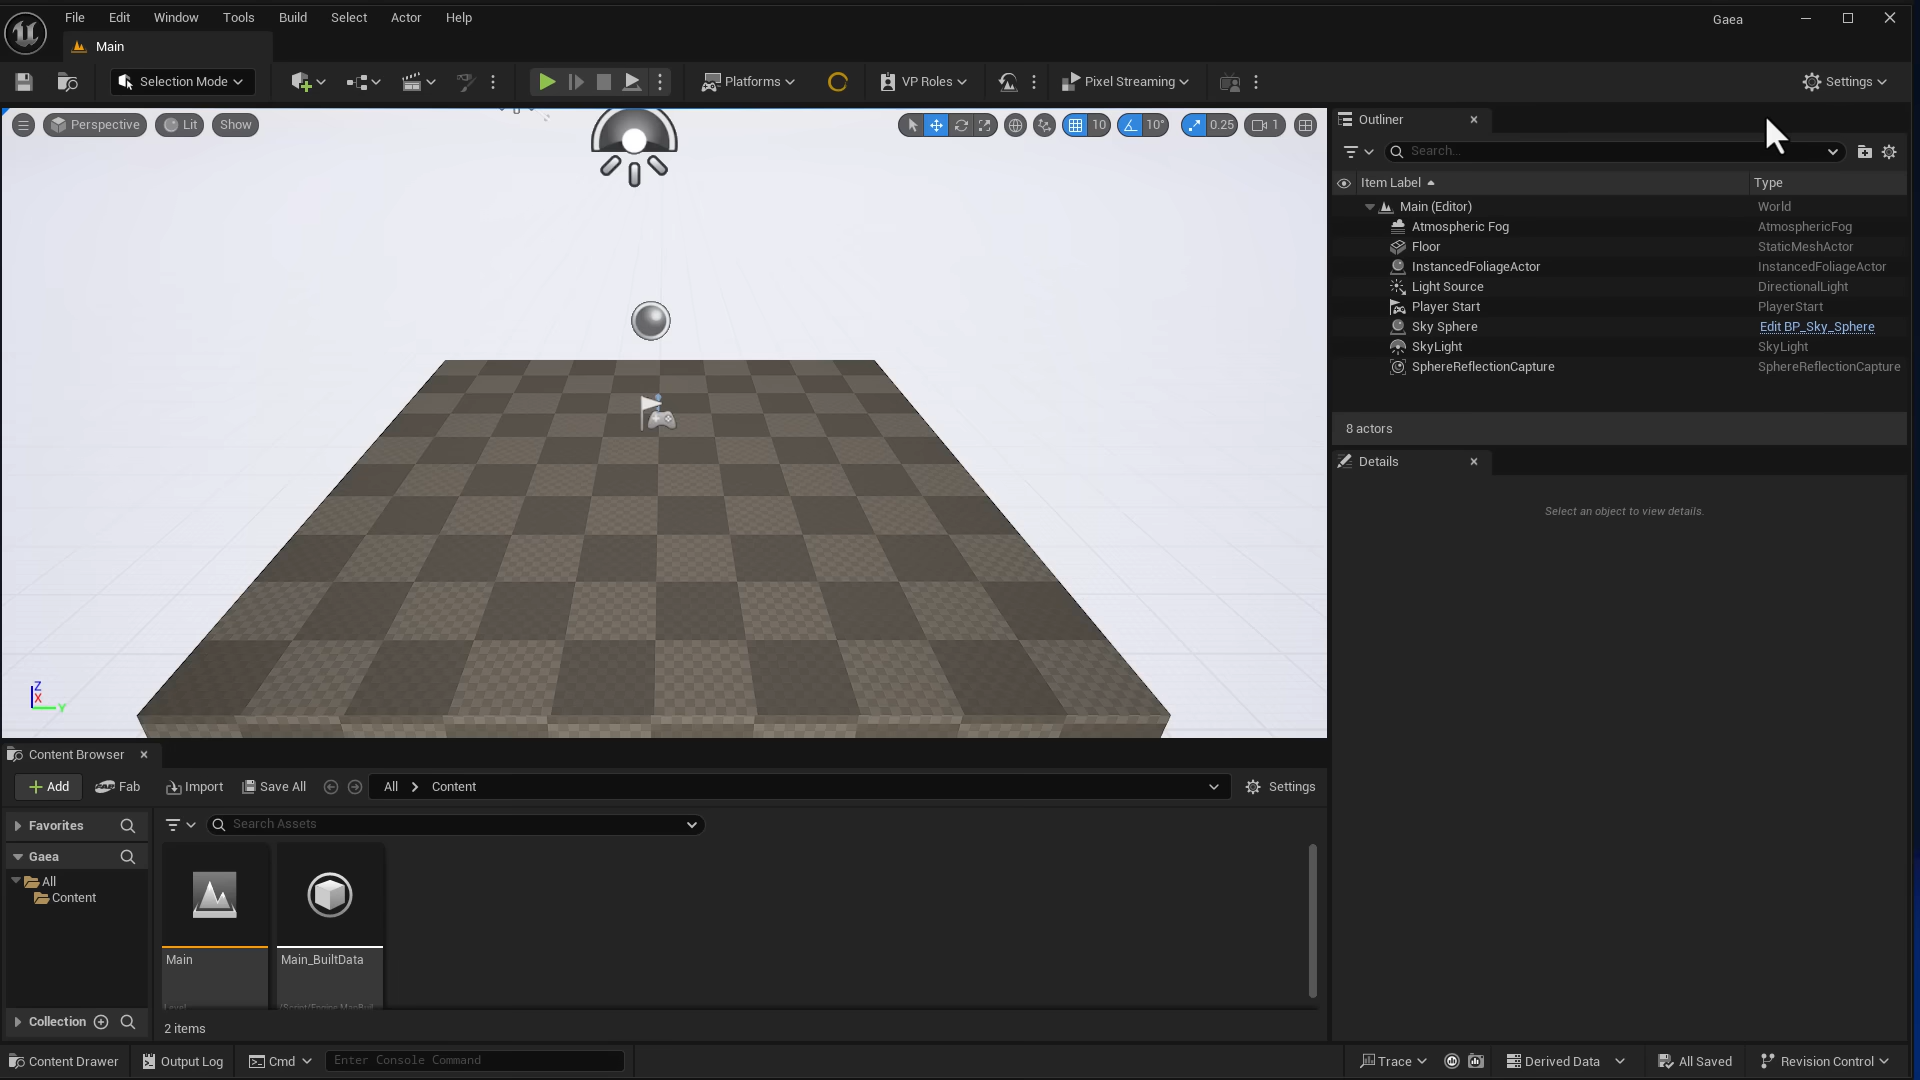 File Edit Window Tools Build Select Actor Help
Gaea
Main
Selection Mode
Platforms
VP Roles
Pixel Streaming
Settings
Perspective
Lit
Show
10
10°
0.25
1
Outliner
Search...
Item Label
Type
Main (Editor) World
Atmospheric Fog AtmosphericFog
Floor StaticMeshActor
InstancedFoliageActor InstancedFoliageActor
Light Source DirectionalLight
Player Start PlayerStart
Sky Sphere Edit BP_Sky_Sphere
SkyLight SkyLight
SphereReflectionCapture SphereReflectionCapture
8 actors
Details
Select an object to view details.
Z
X
Y
Content Browser
Add
Fab
Import
Save All
All > Content
Settings
Favorites
Search Assets
Gaea
All
Content
Main
Main_BuiltData
Level
Collection
2 items
Content Drawer
Output Log
Cmd
Enter Console Command
Trace
Derived Data
All Saved
Revision Control